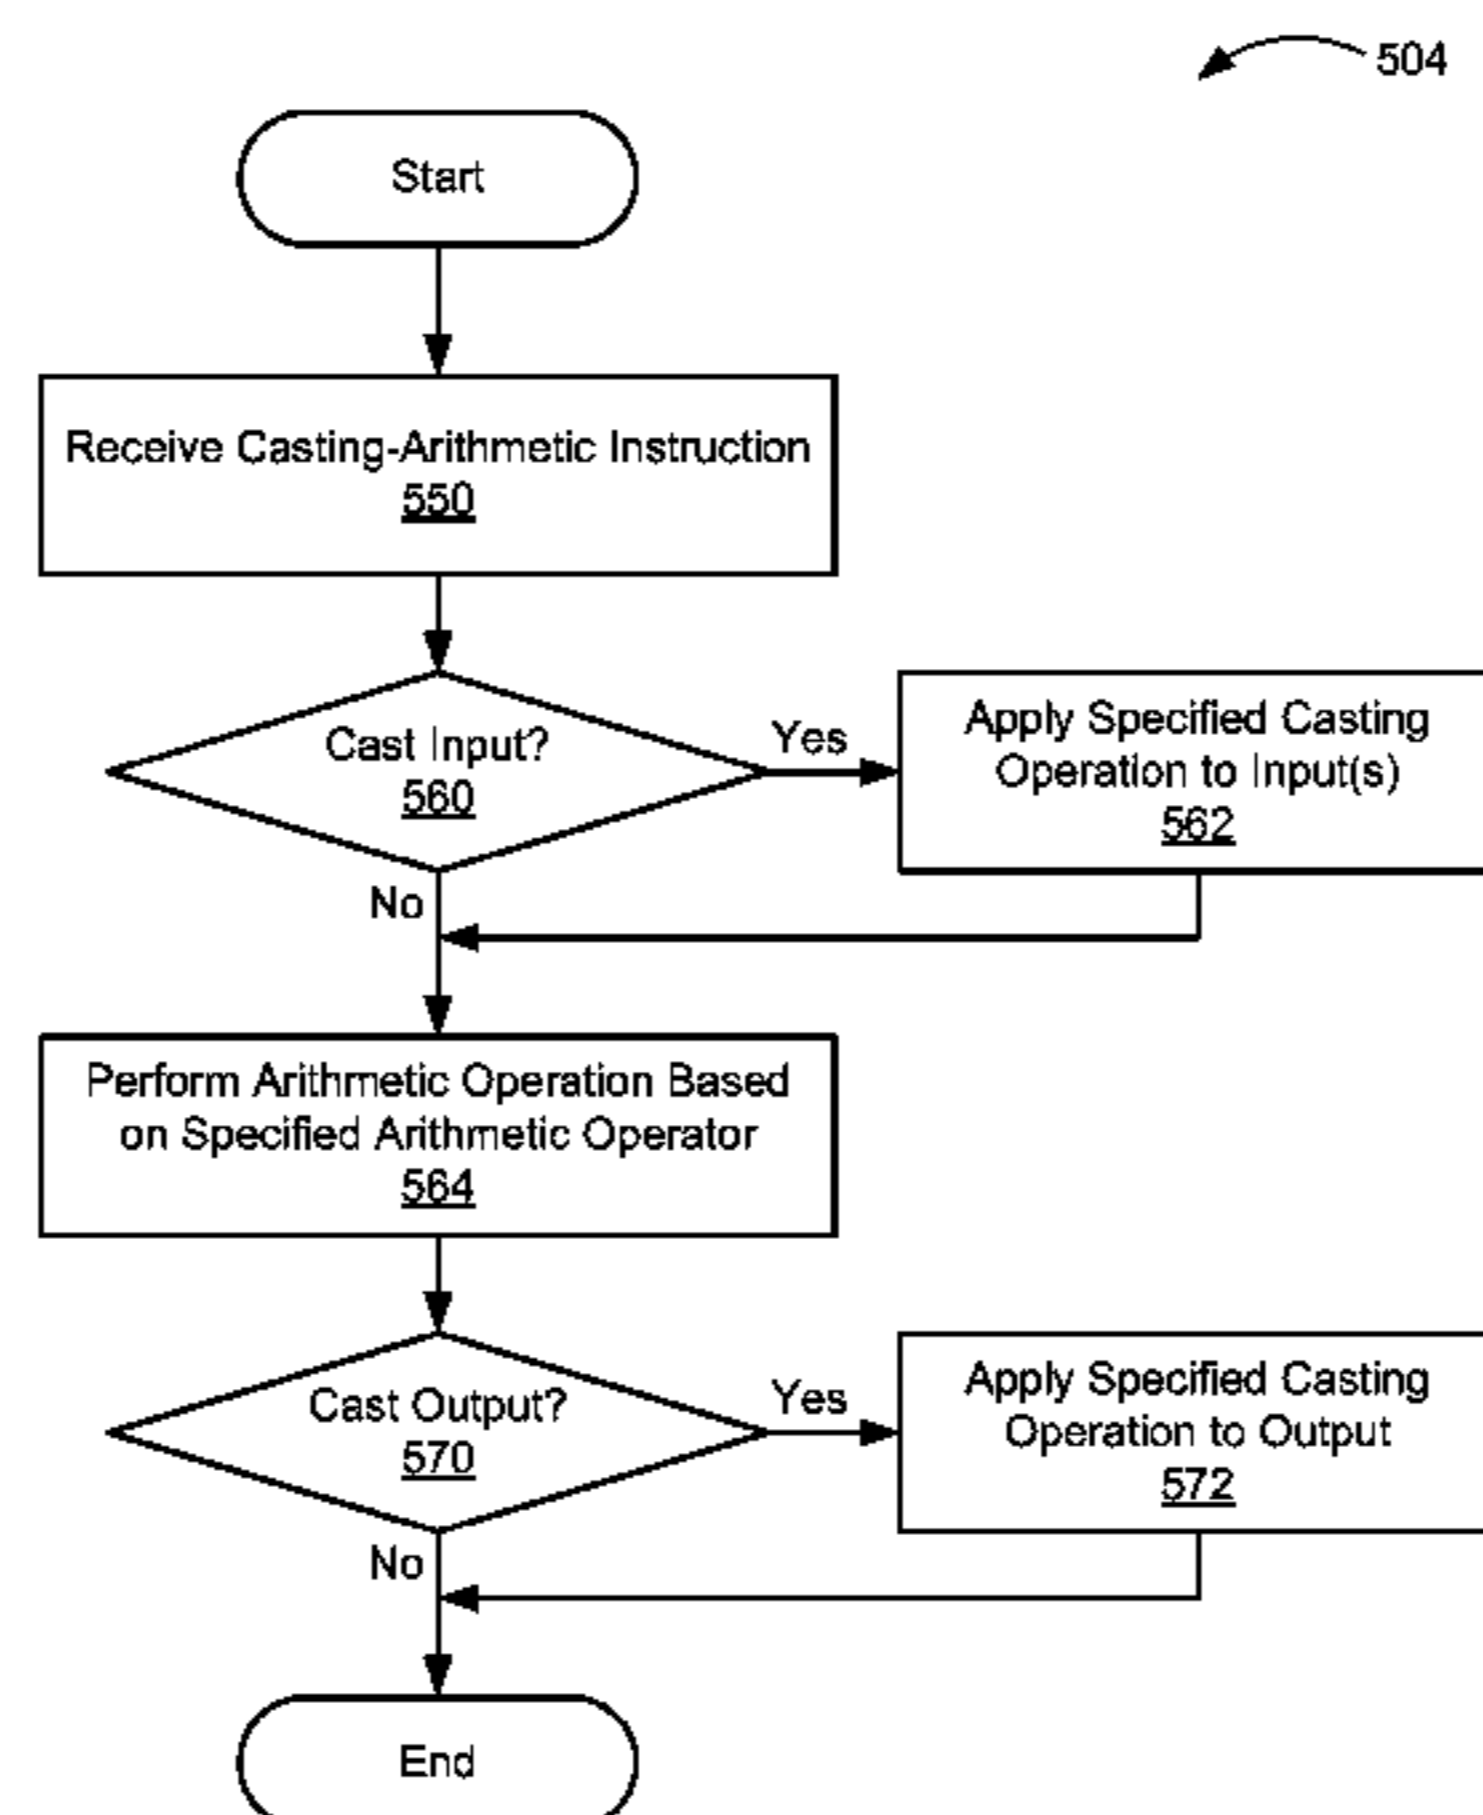 504
Start
Receive Casting-Arithmetic Instruction
550
Cast Input?
560
Yes
Apply Specified Casting
Operation to Input(s)
562
No
Perform Arithmetic Operation Based
on Specified Arithmetic Operator
564
Cast Output?
570
Yes
Apply Specified Casting
Operation to Output
572
No
End